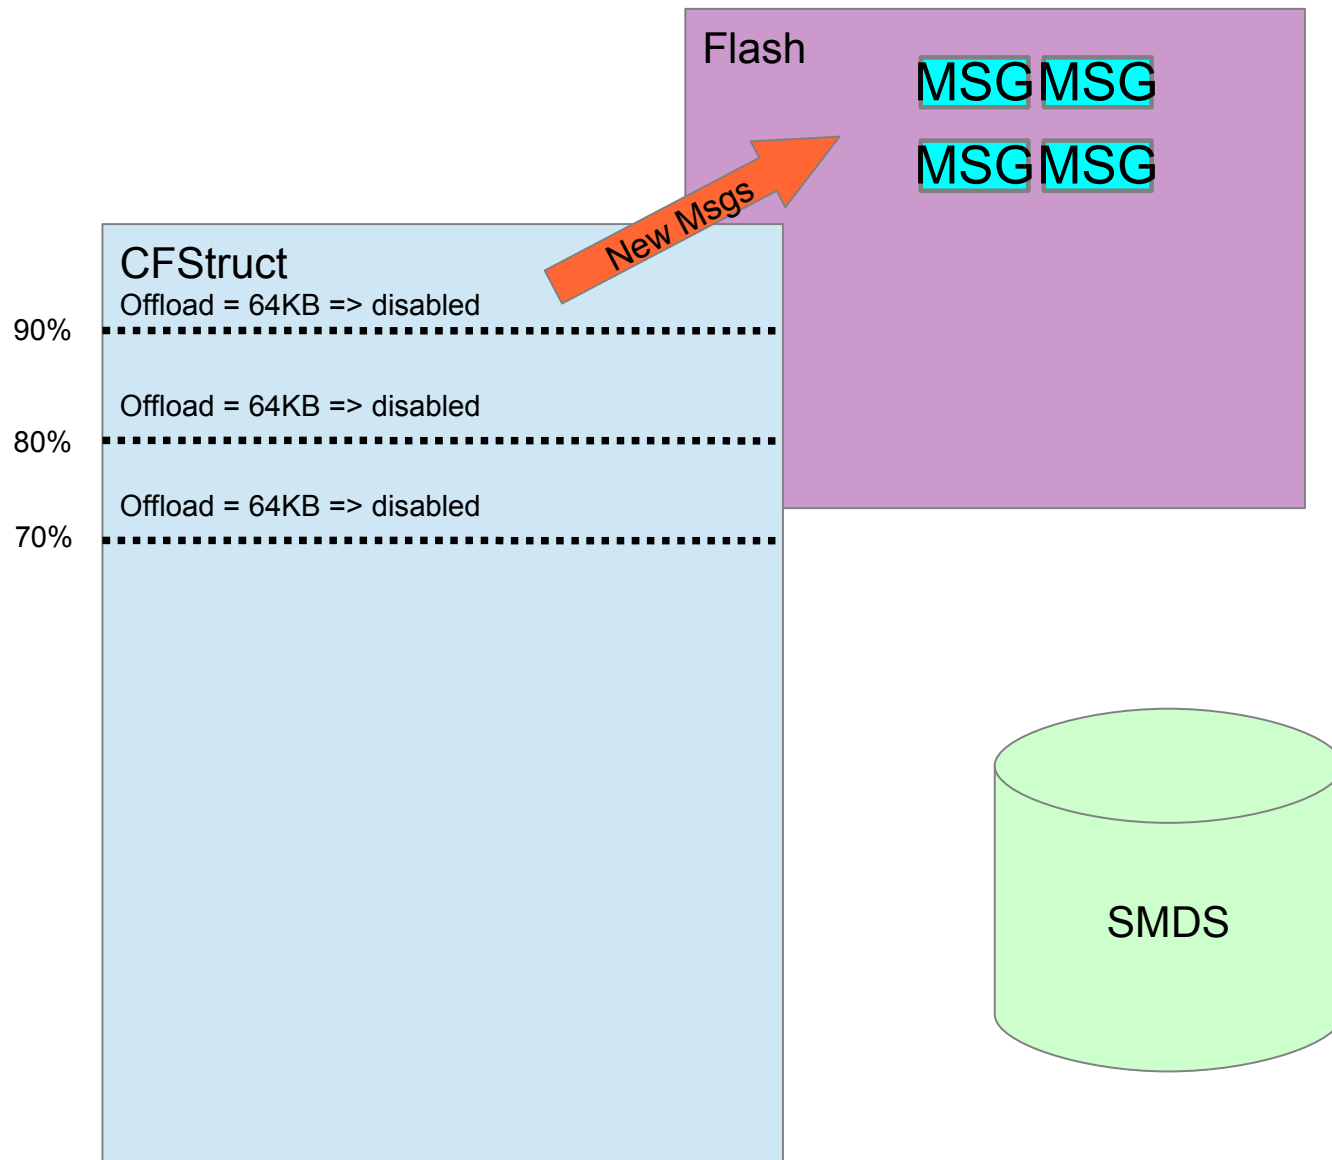 Flash
MSG MSG
MSG MSG
New Msgs
CFStruct
Offload = 64KB => disabled
90%
Offload = 64KB => disabled
80%
Offload = 64KB => disabled
70%
SMDS